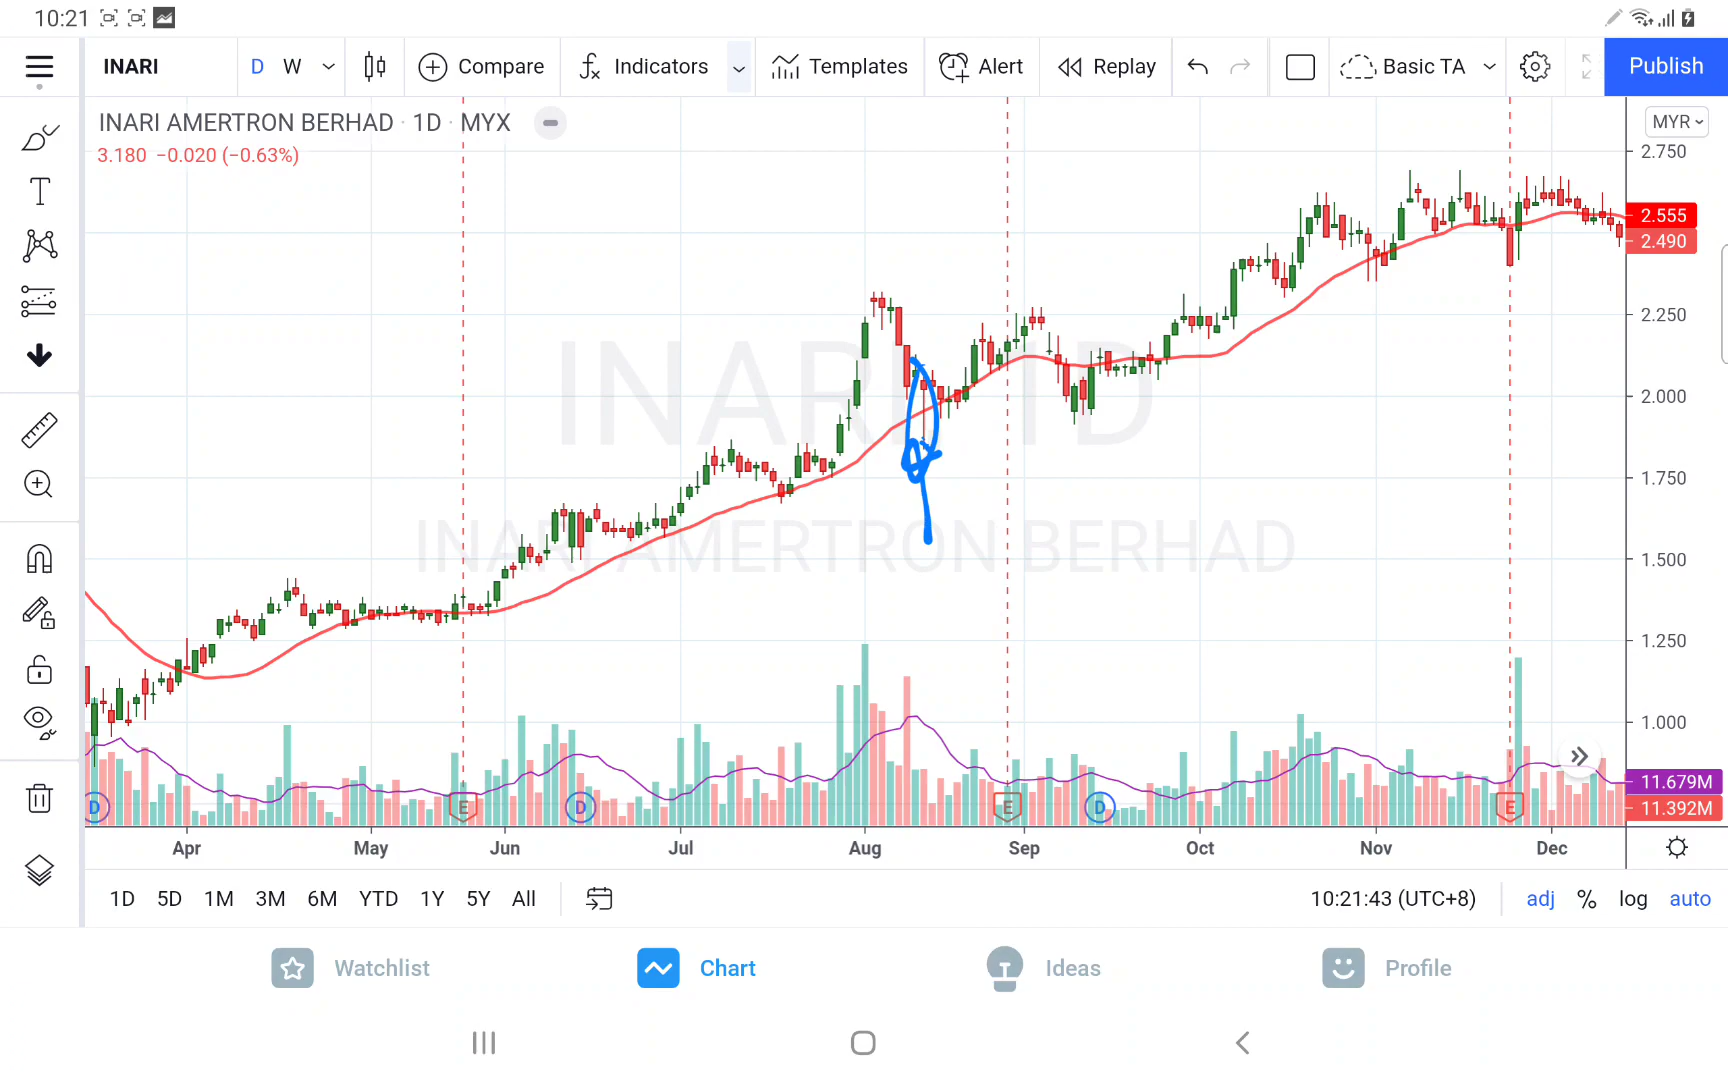 10:21
INARI D W Compare Indicators Templates Alert Replay Basic TA Publish
INARI AMERTRON BERHAD · 1D · MYX
MYR
3.180 −0.020 (−0.63%)
2.750
2.555
2.490
2.250
INARI 1D
2.000
1.750
INARI AMERTRON BERHAD
1.500
1.250
1.000
11.679M
D E D E D E 11.392M
Apr May Jun Jul Aug Sep Oct Nov Dec
1D 5D 1M 3M 6M YTD 1Y 5Y All 10:21:43 (UTC+8) adj % log auto
Watchlist Chart Ideas Profile